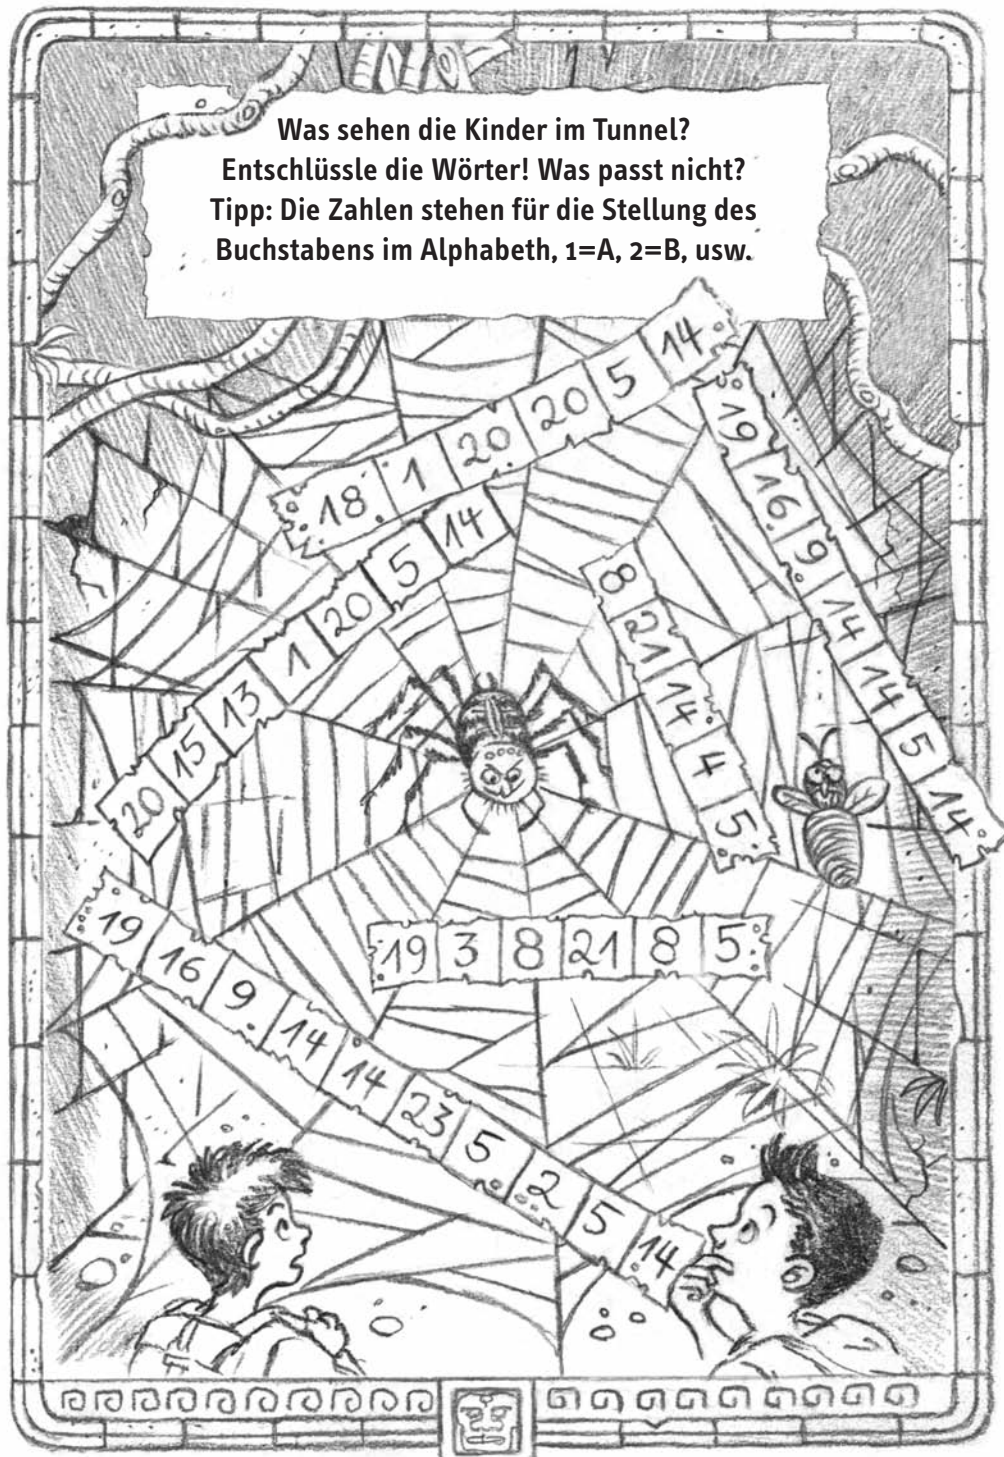 Was sehen die Kinder im Tunnel?
Entschlüssle die Wörter! Was passt nicht?
Tipp: Die Zahlen stehen für die Stellung des
Buchstabens im Alphabeth, 1=A, 2=B, usw.
18 1 20 20 5 14
19 16 9 14 14 5 14
20 15 13 1 20 5 14
8 21 14 4 5
19 3 8 21 8 5
19 16 9 14 14 23 5 2 5 14